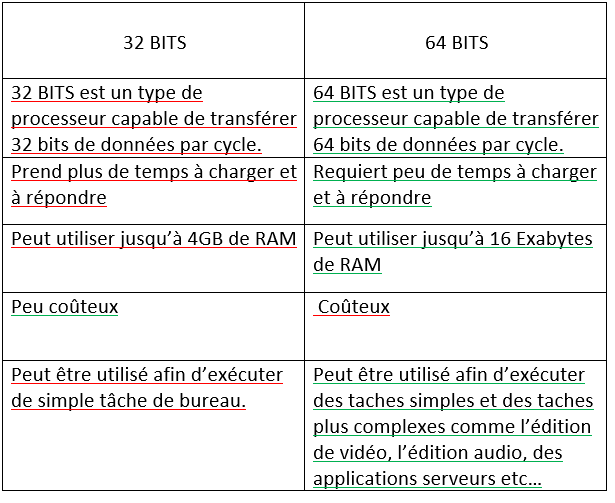 32 BITS
64 BITS
32 BITS est un type de
processeur capable de transférer
32 bits de données par cycle.
64 BITS est un type de
processeur capable de transférer
64 bits de données par cycle.
Prend plus de temps à charger et
à répondre
Requiert peu de temps à charger
et à répondre
Peut utiliser jusqu’à 4GB de RAM
Peut utiliser jusqu’à 16 Exabytes
de RAM
Peu coûteux
Coûteux
Peut être utilisé afin d’exécuter
de simple tâche de bureau.
Peut être utilisé afin d’exécuter
des taches simples et des taches
plus complexes comme l’édition
de vidéo, l’édition audio, des
applications serveurs etc…